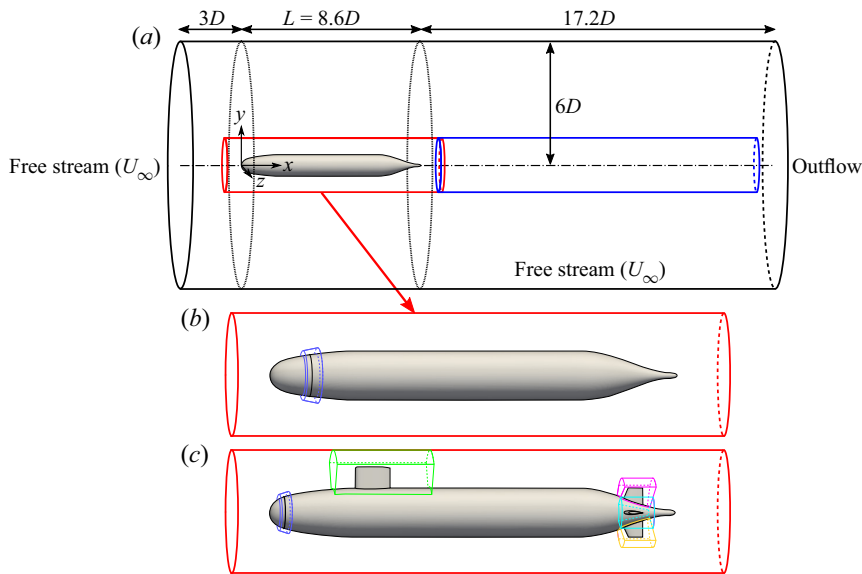 3D
L = 8.6D
17.2D
(a)
6D
y
x
z
Free stream (U∞)
Outflow
Free stream (U∞)
(b)
(c)